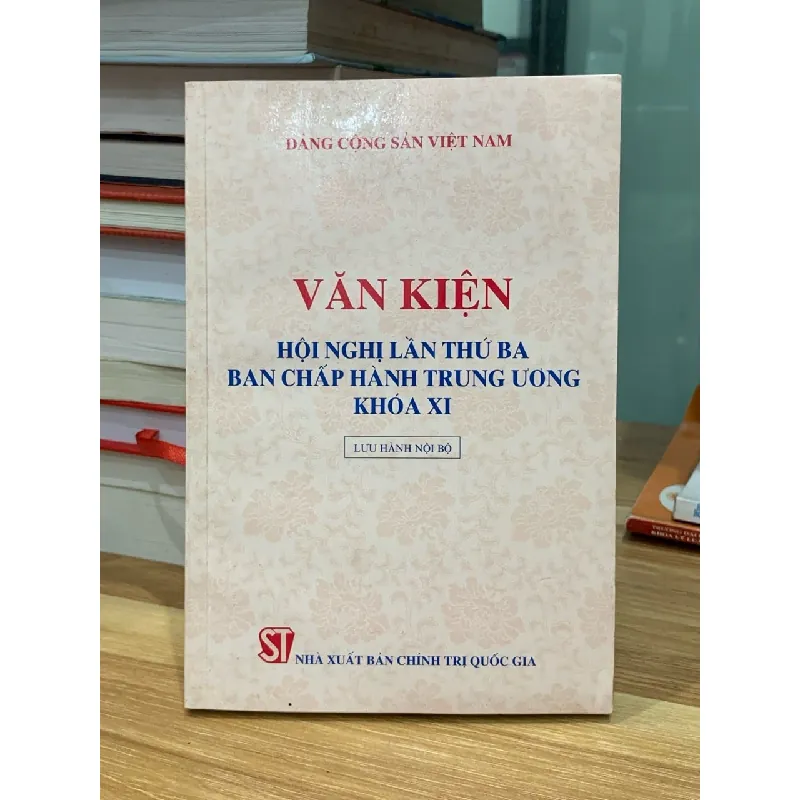 ĐẢNG CỘNG SẢN VIỆT NAM
VĂN KIỆN
HỘI NGHỊ LẦN THỨ BA
BAN CHẤP HÀNH TRUNG ƯƠNG
KHÓA XI
LƯU HÀNH NỘI BỘ
ST
NHÀ XUẤT BẢN CHÍNH TRỊ QUỐC GIA